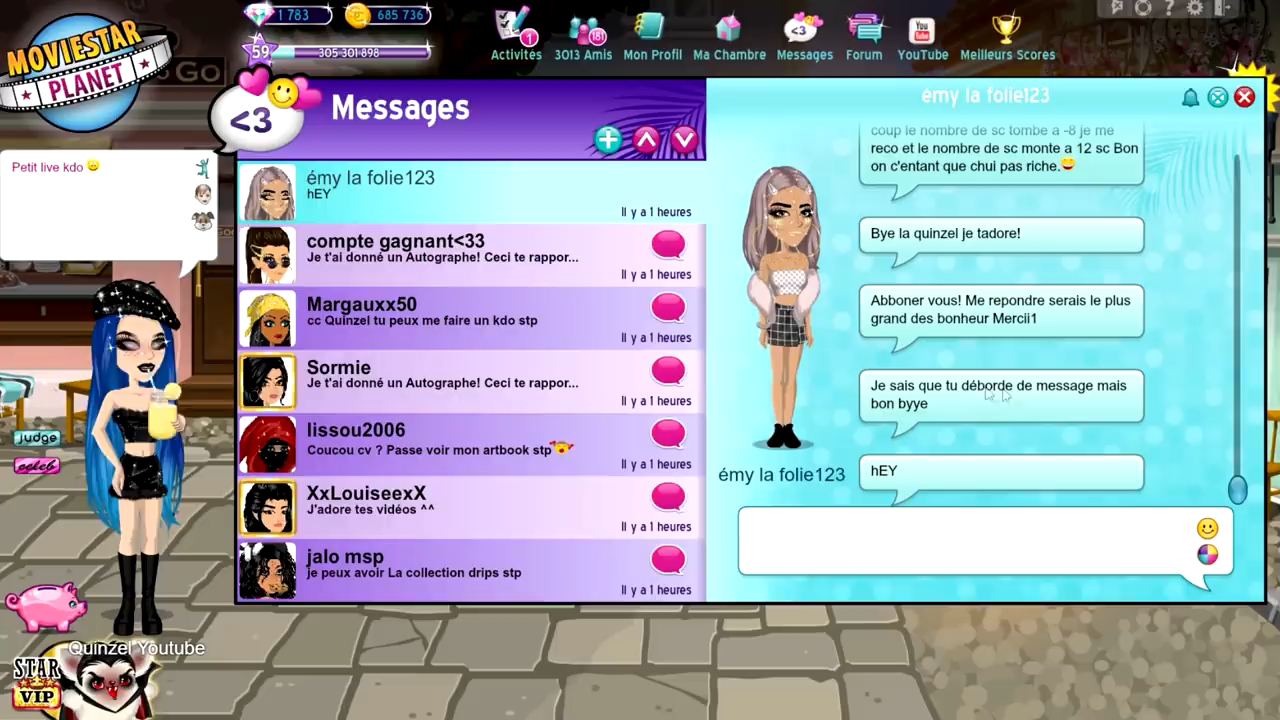 MOVIESTAR
PLANET
1 783
685 736
59
305 301 898
1
Activités
181
3013 Amis
Mon Profil
Ma Chambre
<3
Messages
Forum
You
Tube
YouTube
Meilleurs Scores
Go
<3
Messages
Petit live kdo
émy la folie123
hEY
Il y a 1 heures
compte gagnant<33
Je t'ai donné un Autographe! Ceci te rappor...
Il y a 1 heures
Margauxx50
cc Quinzel tu peux me faire un kdo stp
Il y a 1 heures
Sormie
Je t'ai donné un Autographe! Ceci te rappor...
Il y a 1 heures
lissou2006
Coucou cv ? Passe voir mon artbook stp
Il y a 1 heures
XxLouiseexX
J'adore tes vidéos ^^
Il y a 1 heures
jalo msp
je peux avoir La collection drips stp
Il y a 1 heures
émy la folie123
coup le nombre de sc tombe a -8 je me
reco et le nombre de sc monte a 12 sc Bon
on c'entant que chui pas riche.
Bye la quinzel je tadore!
Abboner vous! Me repondre serais le plus
grand des bonheur Mercii1
Je sais que tu déborde de message mais
bon byye
hEY
émy la folie123
judge
celeb
Quinzel Youtube
STAR
VIP